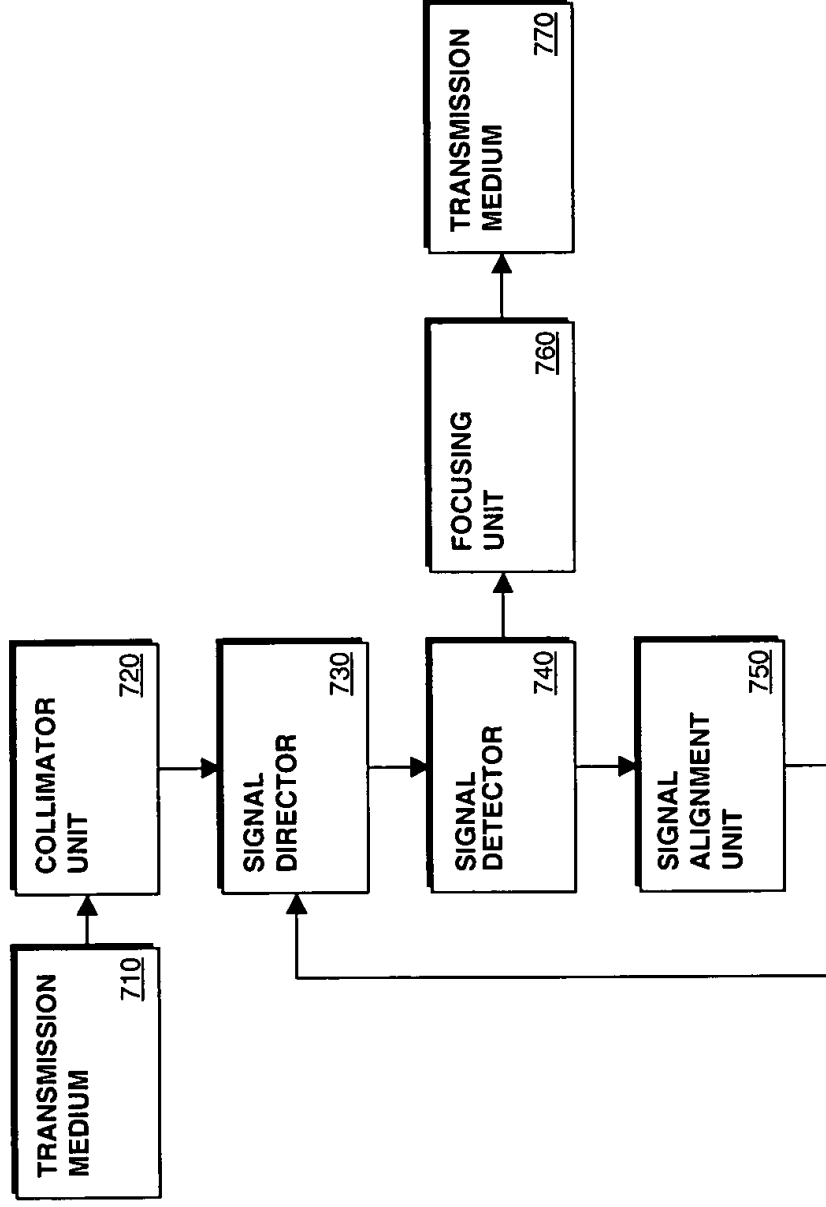 TRANSMISSION
MEDIUM
710
COLLIMATOR
UNIT
720
SIGNAL
DIRECTOR
730
SIGNAL
DETECTOR
740
SIGNAL
ALIGNMENT
UNIT
750
FOCUSING
UNIT
760
TRANSMISSION
MEDIUM
770